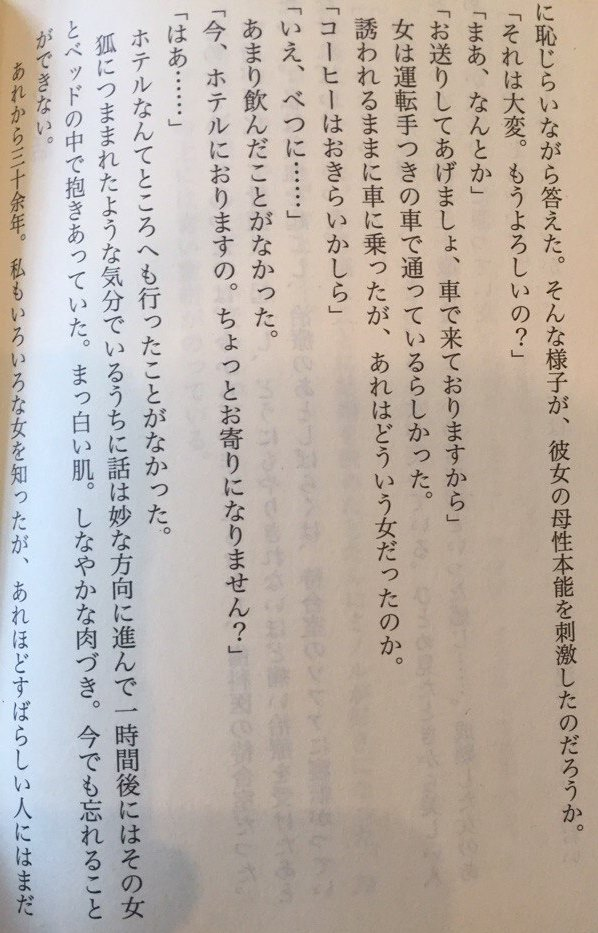 に恥じらいながら答えた。そんな様子が、彼女の母性本能を刺激したのだろうか。
「それは大変。もうよろしいの？」
「まあ、なんとか」
「お送りしてあげましょ、車で来ておりますから」
女は運転手つきの車で通っているらしかった。
誘われるままに車に乗ったが、あれはどういう女だったのか。
「コーヒーはおきらいかしら」
「いえ、べつに……」
あまり飲んだことがなかった。
「今、ホテルにおりますの。ちょっとお寄りになりません？」
「はあ……」
ホテルなんてところへも行ったことがなかった。
狐につままれたような気分でいるうちに話は妙な方向に進んで一時間後にはその女
とベッドの中で抱きあっていた。まっ白い肌。しなやかな肉づき。今でも忘れること
ができない。
あれから三十余年。私もいろいろな女を知ったが、あれほどすばらしい人にはまだ